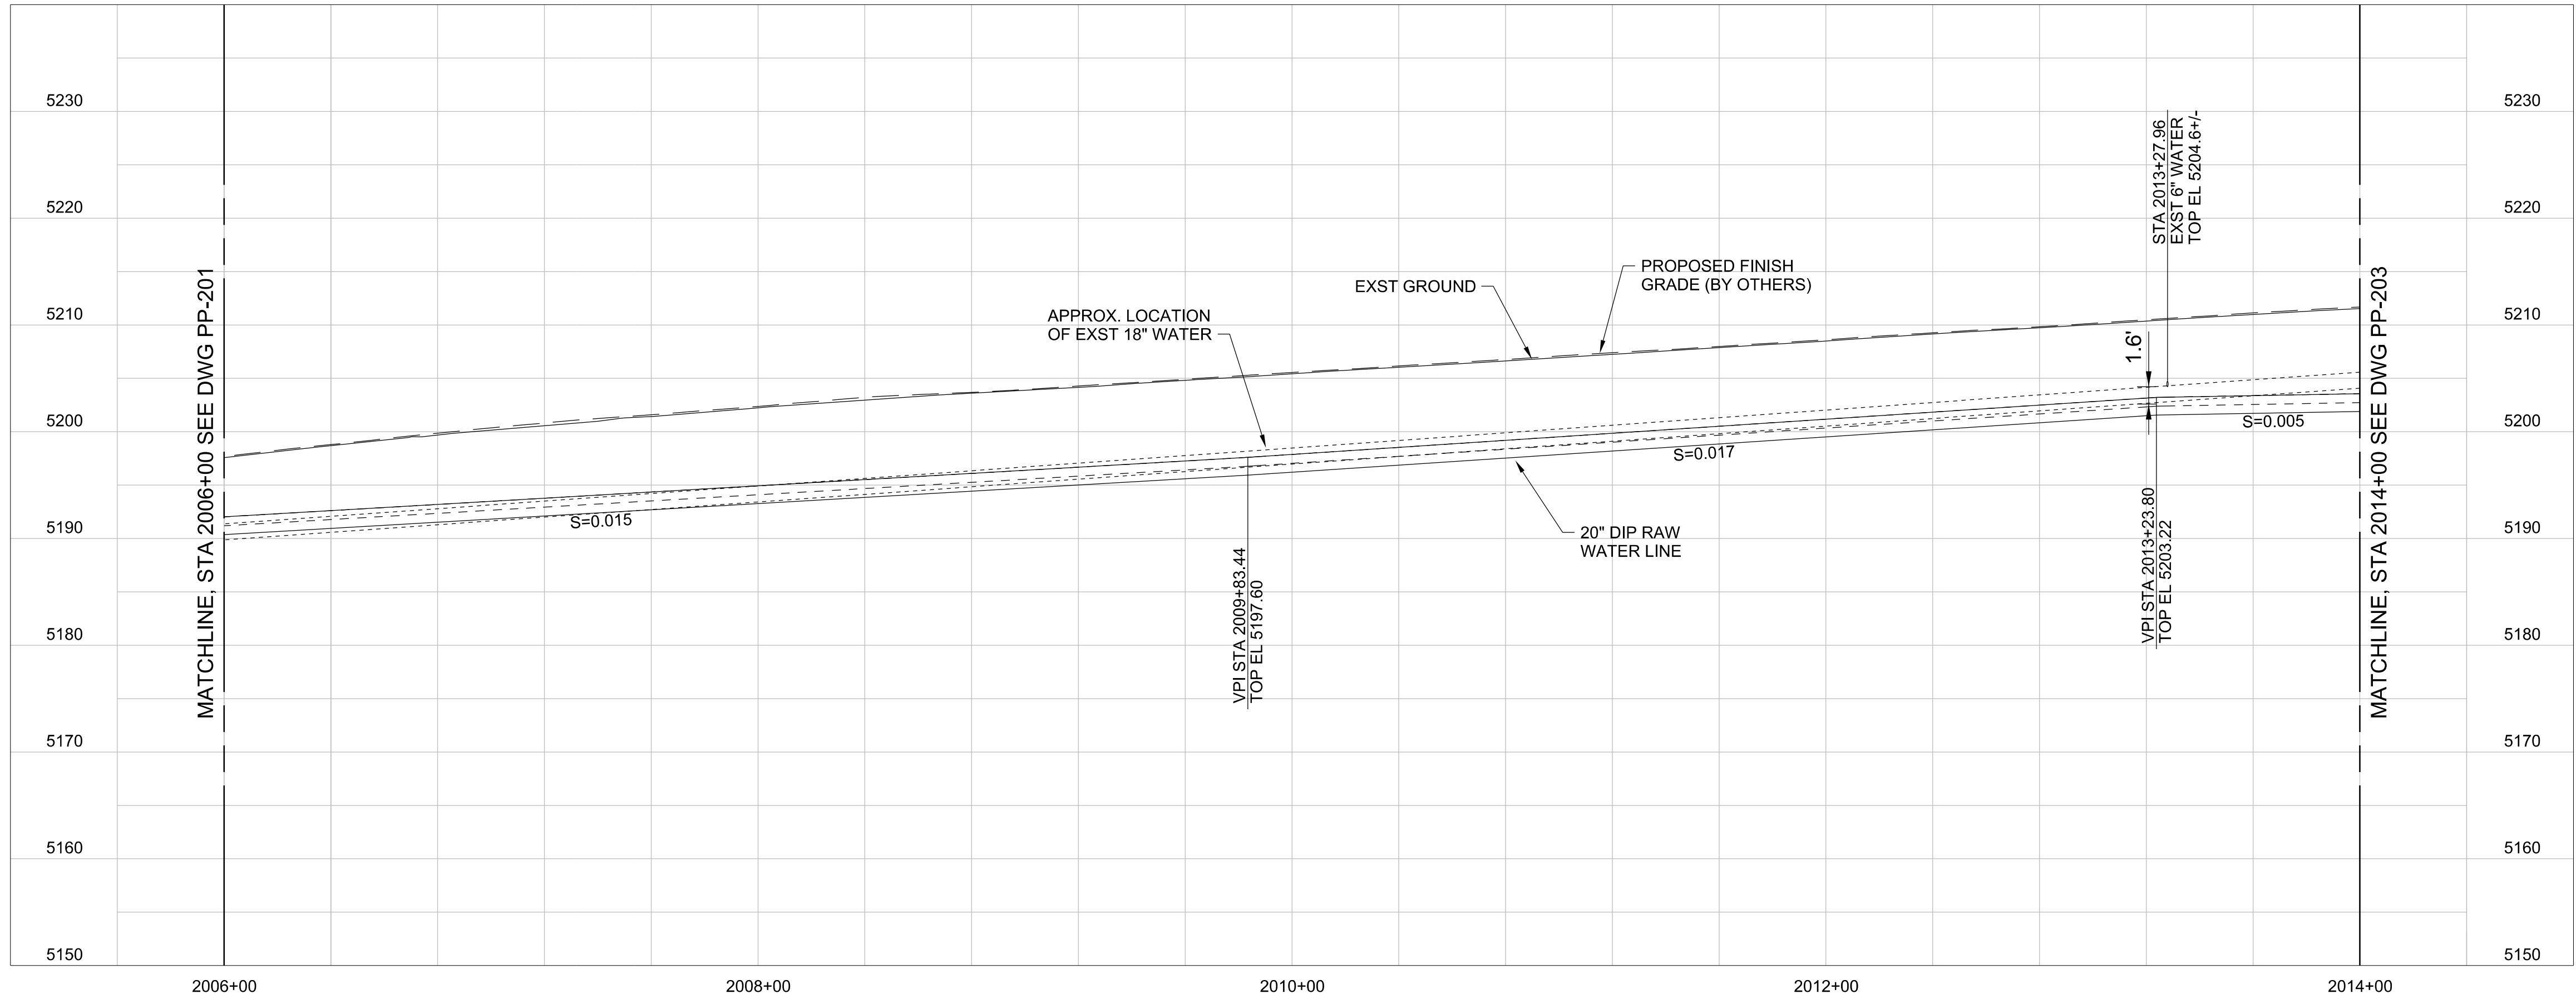 5230
5230
5220
5220
5210
5210
5200
5200
5190
5190
5180
5180
5170
5170
5160
5160
5150
5150
MATCHLINE, STA 2006+00 SEE DWG PP-201
APPROX. LOCATION
OF EXST 18" WATER
EXST GROUND
PROPOSED FINISH
GRADE (BY OTHERS)
STA 2013+27.96
EXST 6" WATER
TOP EL 5204.6+/-
1.6'
S=0.015
S=0.017
S=0.005
VPI STA 2009+83.44
TOP EL 5197.60
20" DIP RAW
WATER LINE
VPI STA 2013+23.80
TOP EL 5203.22
MATCHLINE, STA 2014+00 SEE DWG PP-203
2006+00
2008+00
2010+00
2012+00
2014+00